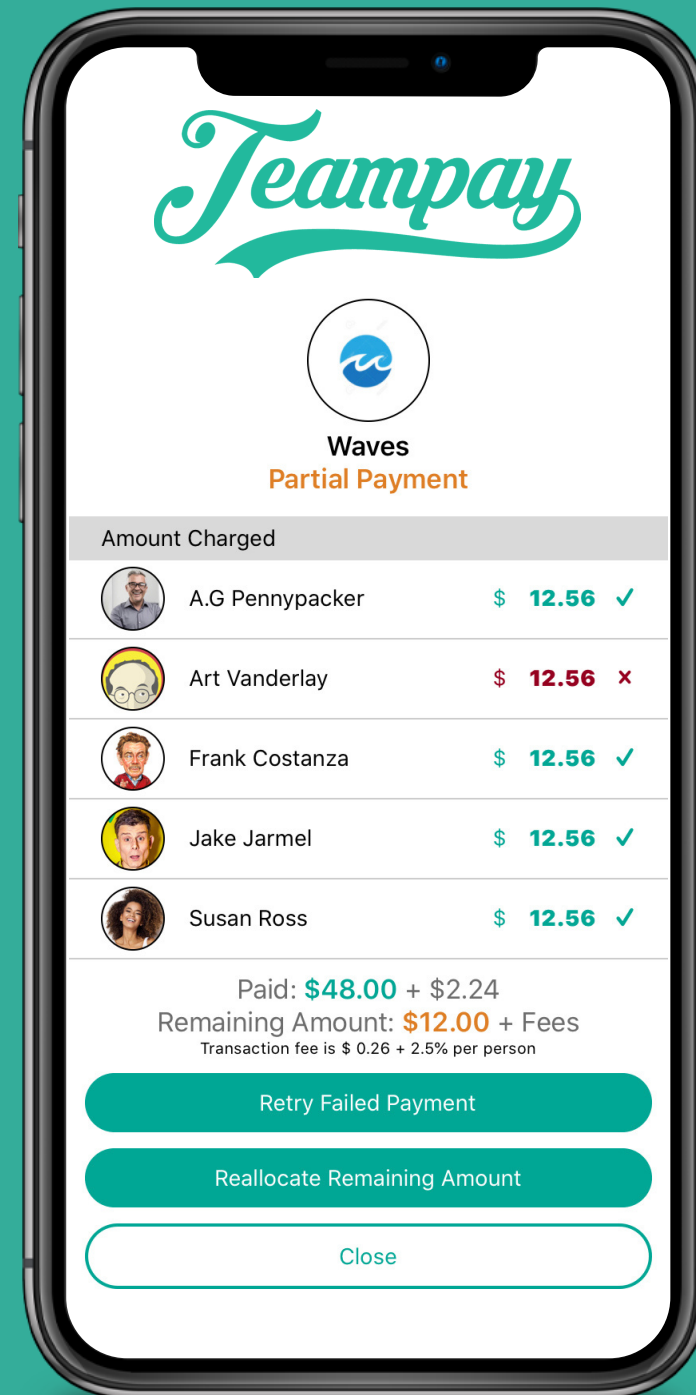 Teampay
Waves
Partial Payment
Amount Charged
A.G Pennypacker $ 12.56 ✓
Art Vanderlay $ 12.56 ×
Frank Costanza $ 12.56 ✓
Jake Jarmel $ 12.56 ✓
Susan Ross $ 12.56 ✓
Paid: $48.00 + $2.24
Remaining Amount: $12.00 + Fees
Transaction fee is $ 0.26 + 2.5% per person
Retry Failed Payment
Reallocate Remaining Amount
Close